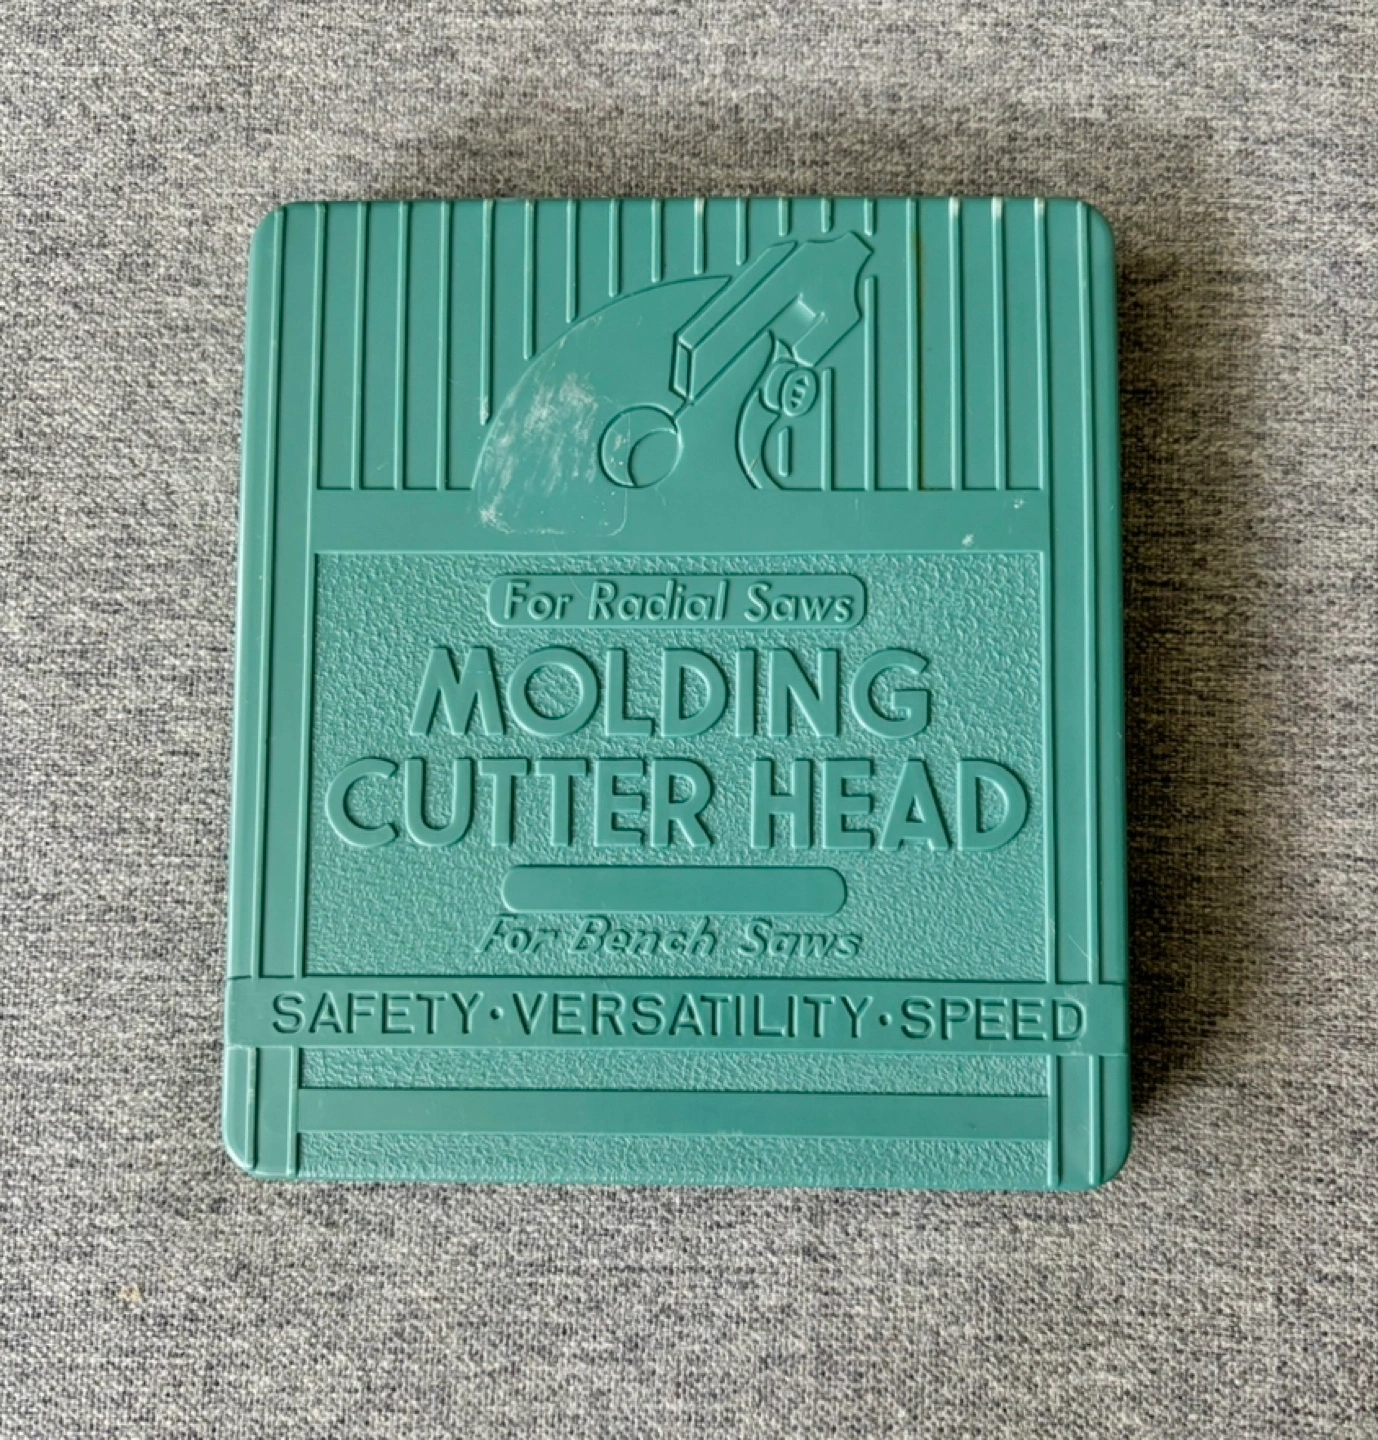 For Radial Saws
MOLDING
CUTTER HEAD
For Bench Saws
SAFETY·VERSATILITY·SPEED